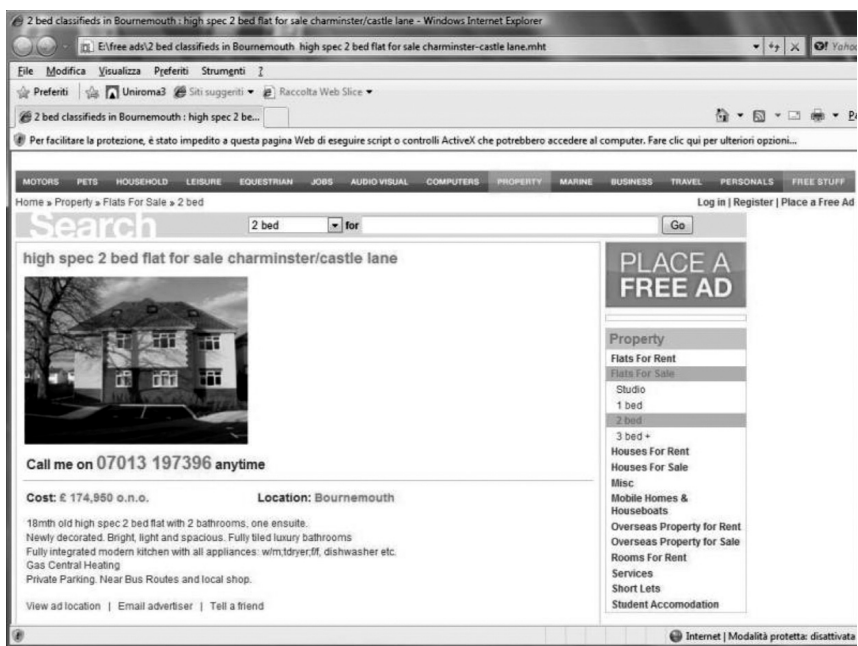 2 bed classifieds in Bournemouth : high spec 2 bed flat for sale charminster/castle lane - Windows Internet Explorer
E:\free ads\2 bed classifieds in Bournemouth high spec 2 bed flat for sale charminster-castle lane.mht
Yahoo
File Modifica Visualizza Preferiti Strumenti ?
Preferiti Uniroma3 Siti suggeriti Raccolta Web Slice
2 bed classifieds in Bournemouth : high spec 2 be...
Per facilitare la protezione, è stato impedito a questa pagina Web di eseguire script o controlli ActiveX che potrebbero accedere al computer. Fare clic qui per ulteriori opzioni...
MOTORS PETS HOUSEHOLD LEISURE EQUESTRIAN JOBS AUDIO VISUAL COMPUTERS PROPERTY MARINE BUSINESS TRAVEL PERSONALS FREE STUFF
Home » Property » Flats For Sale » 2 bed
Log in | Register | Place a Free Ad
Search 2 bed for Go
high spec 2 bed flat for sale charminster/castle lane
Call me on 07013 197396 anytime
Cost: £ 174,950 o.n.o. Location: Bournemouth
18mth old high spec 2 bed flat with 2 bathrooms, one ensuite.
Newly decorated. Bright, light and spacious. Fully tiled luxury bathrooms
Fully integrated modern kitchen with all appliances: w/m;tdryer;f/f, dishwasher etc.
Gas Central Heating
Private Parking. Near Bus Routes and local shop.
View ad location | Email advertiser | Tell a friend
PLACE A
FREE AD
Property
Flats For Rent
Flats For Sale
Studio
1 bed
2 bed
3 bed +
Houses For Rent
Houses For Sale
Misc
Mobile Homes &
Houseboats
Overseas Property for Rent
Overseas Property for Sale
Rooms For Rent
Services
Short Lets
Student Accomodation
Internet | Modalità protetta: disattivata